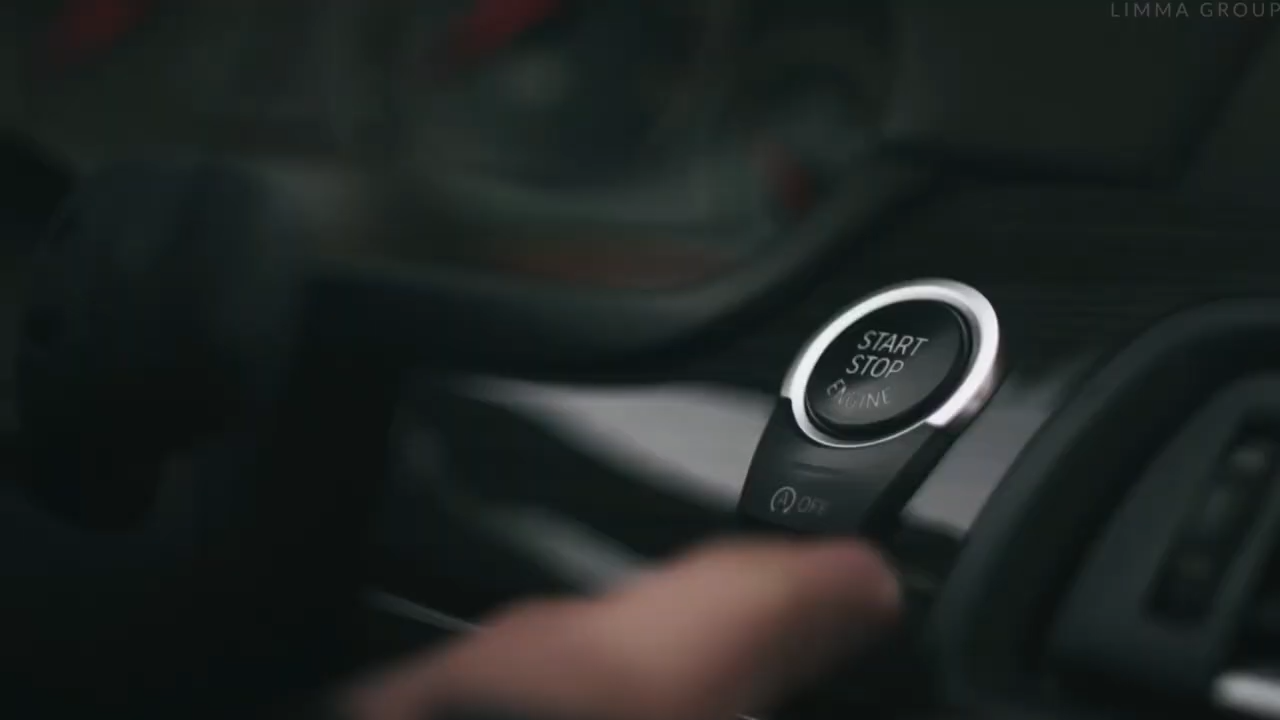 LIMMA GROUP
START
STOP
ENGINE
A OFF